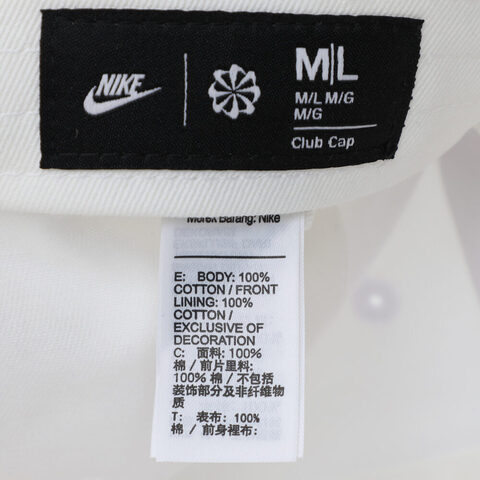 NIKE
M|L
M/L M/G
M/G
Club Cap
Merek Barang: Nike
E: BODY: 100%
COTTON / FRONT
LINING: 100%
COTTON /
EXCLUSIVE OF
DECORATION
C: 面料: 100%
棉 / 前片里料:
100% 棉 / 不包括
装饰部分及非纤维物
质
T: 表布: 100%
棉 / 前身裡布: